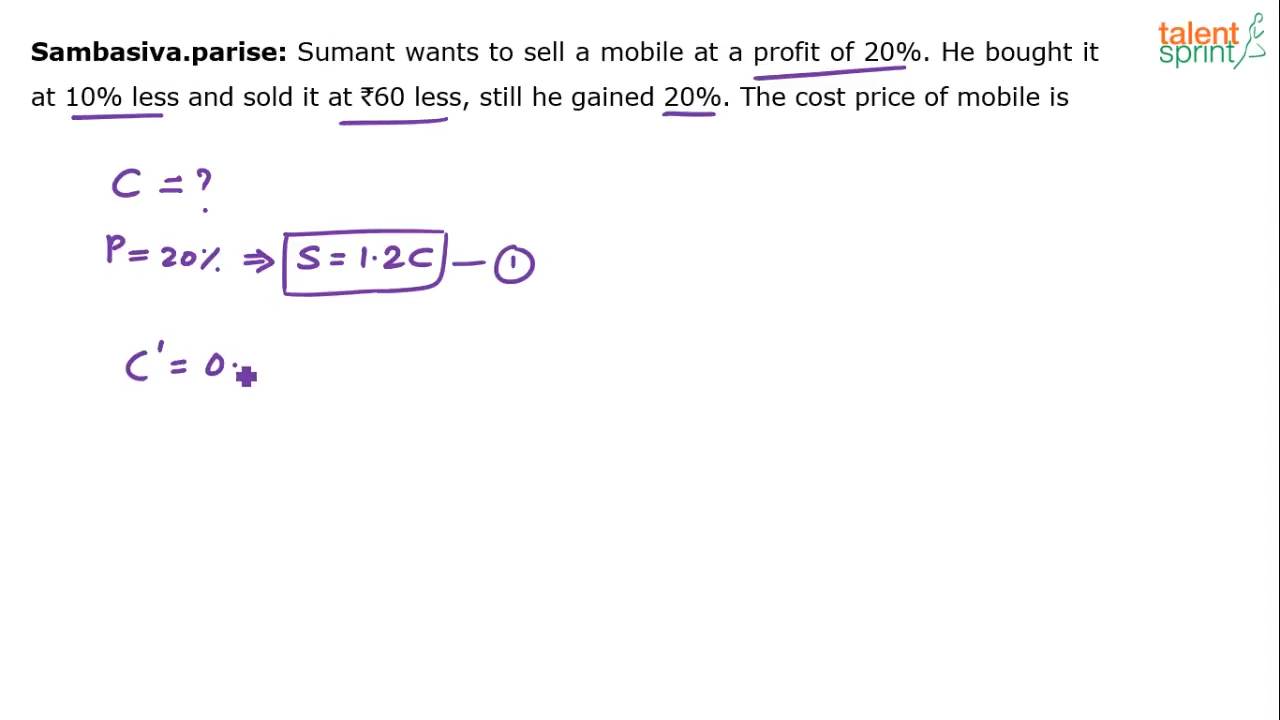 Sambasiva.parise: Sumant wants to sell a mobile at a profit of 20%. He bought it
at 10% less and sold it at ₹60 less, still he gained 20%. The cost price of mobile is
talent
sprint
C = ?
P = 20% ⇒ S = 1.2C — ①
C' = 0.